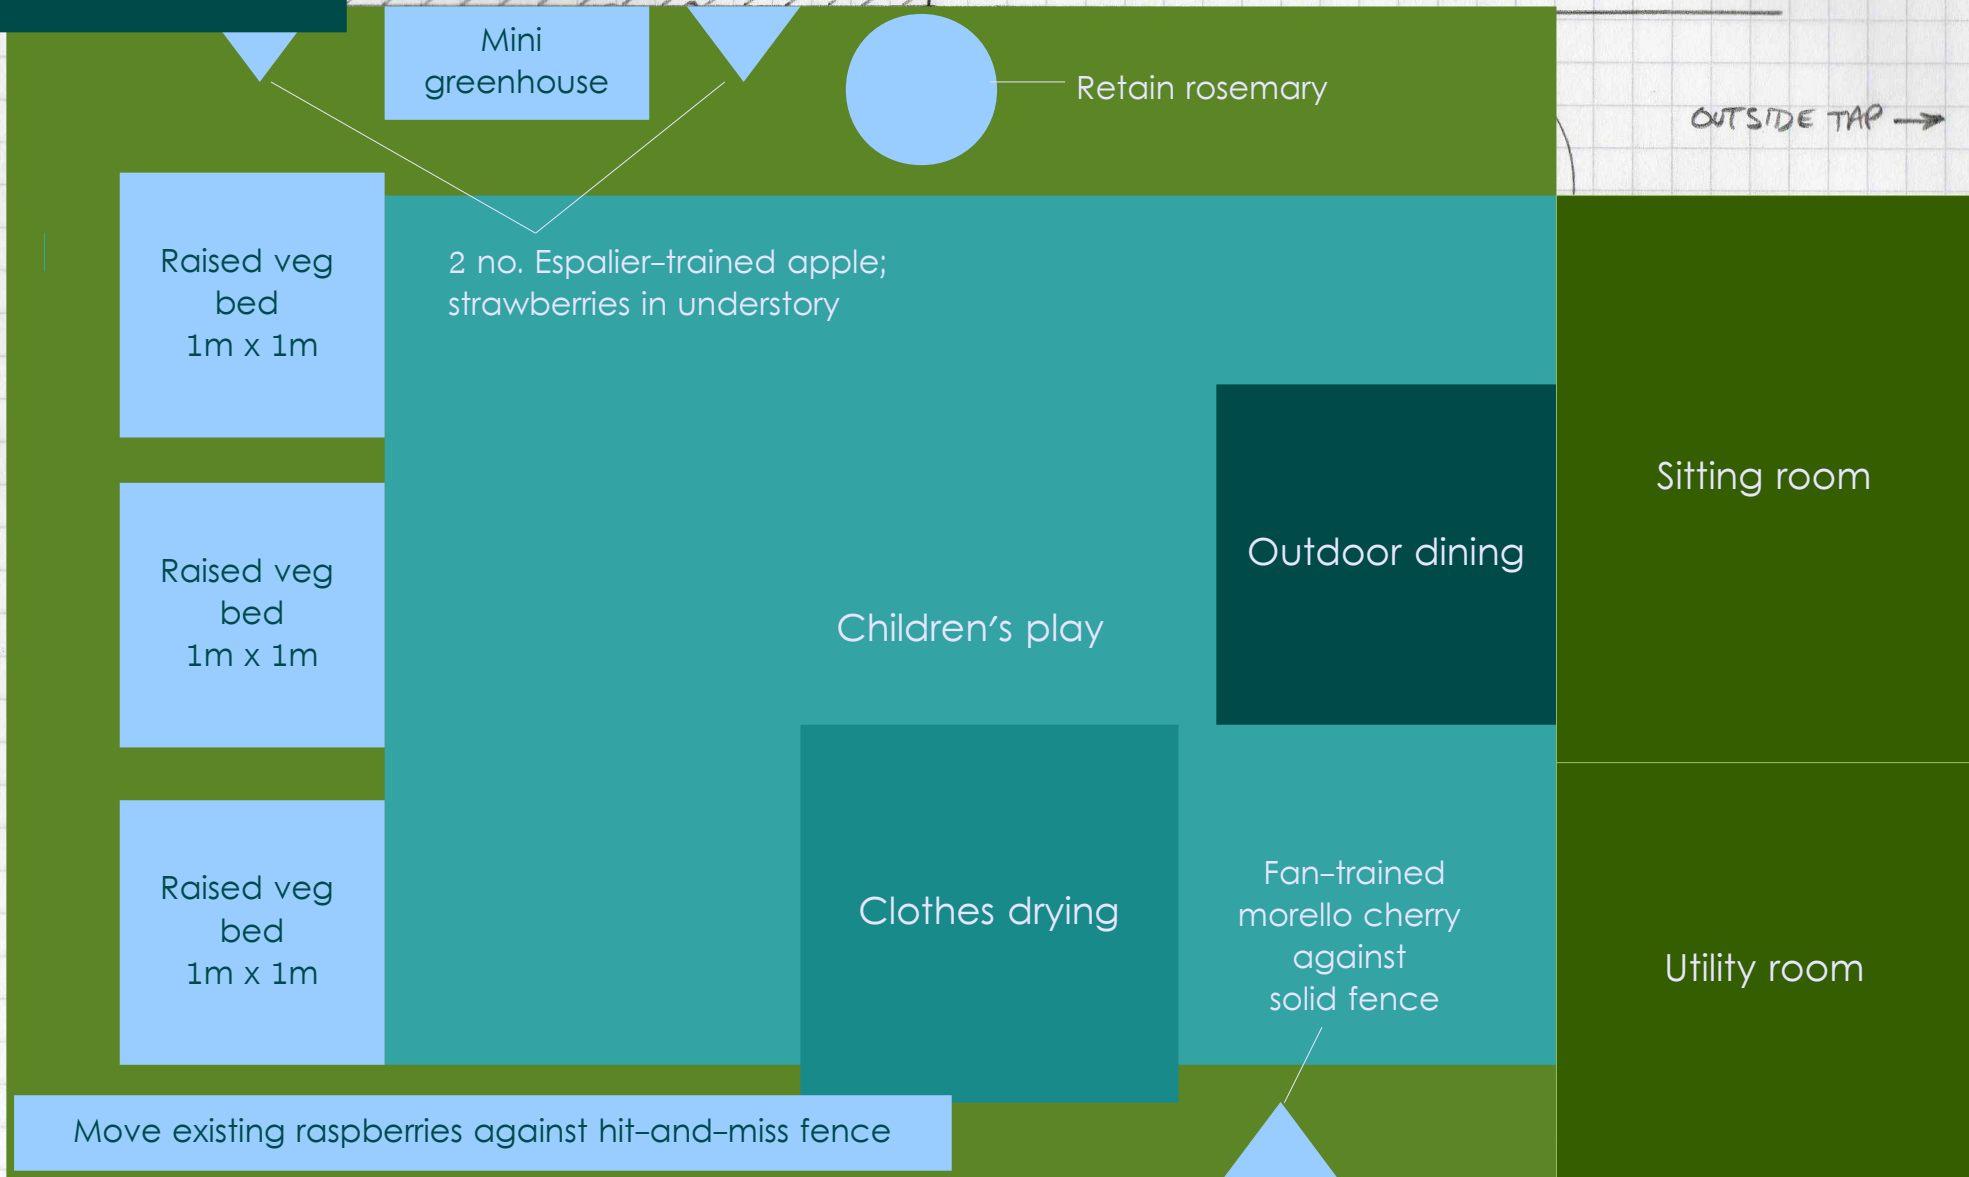 Mini
greenhouse
Retain rosemary
OUTSIDE TAP →
Raised veg
bed
1m x 1m
2 no. Espalier-trained apple;
strawberries in understory
Sitting room
Outdoor dining
Raised veg
bed
1m x 1m
Children's play
Raised veg
bed
1m x 1m
Clothes drying
Fan-trained
morello cherry
against
solid fence
Utility room
Move existing raspberries against hit-and-miss fence